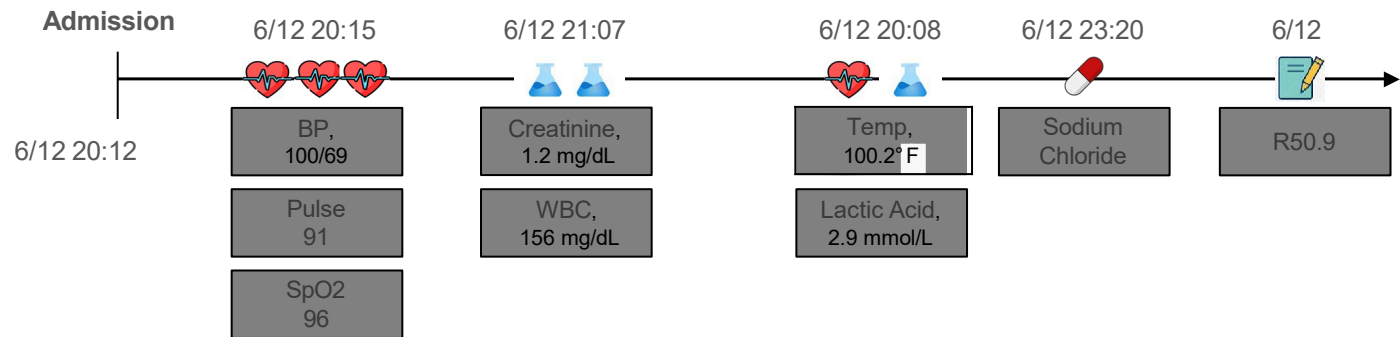 Admission
6/12 20:12
6/12 20:15
BP,
100/69
Pulse
91
SpO2
96
6/12 21:07
Creatinine,
1.2 mg/dL
WBC,
156 mg/dL
6/12 20:08
Temp,
100.2° F
Lactic Acid,
2.9 mmol/L
6/12 23:20
Sodium
Chloride
6/12
R50.9